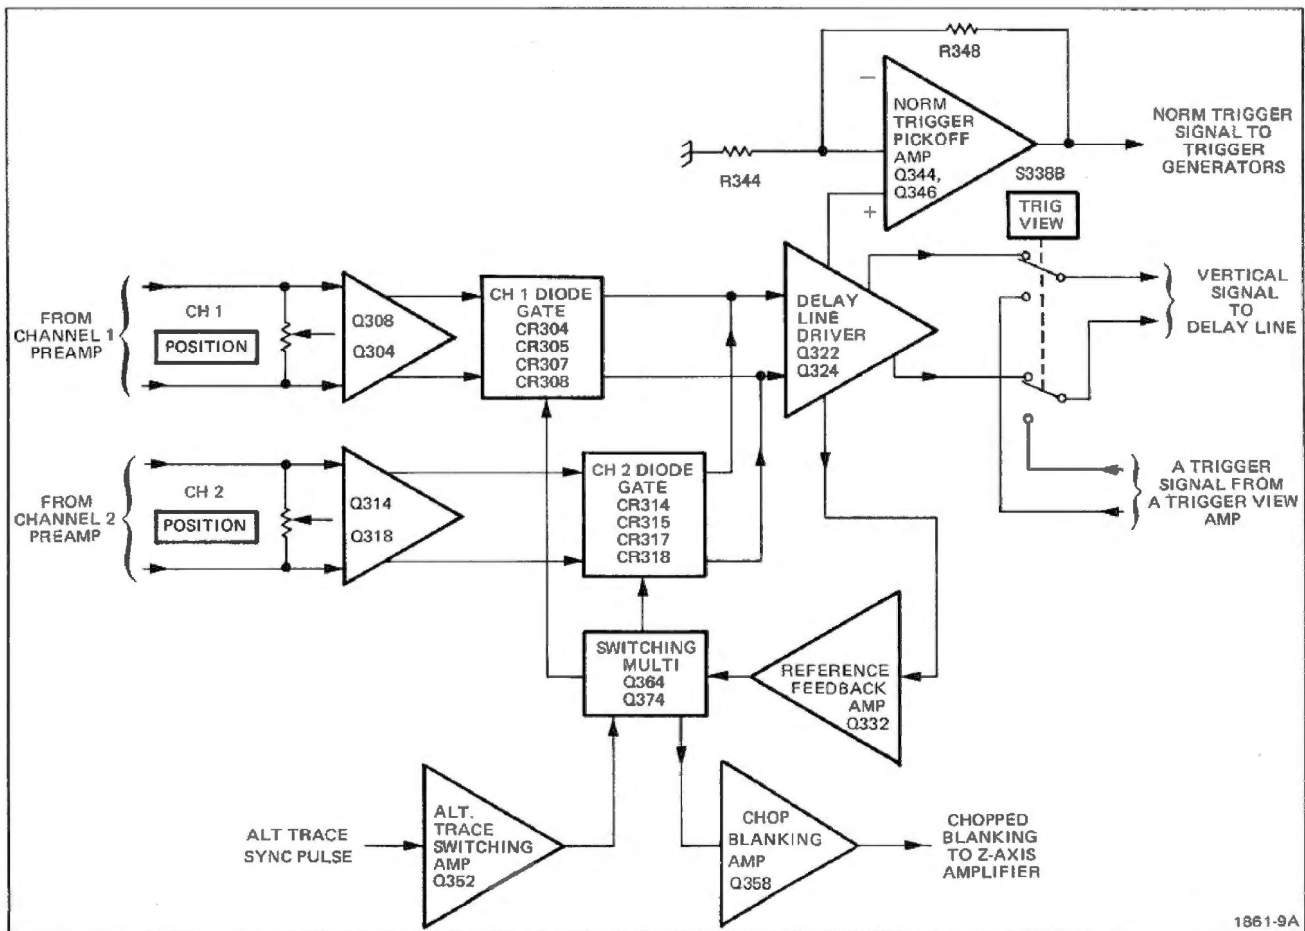 R348
−
NORM
TRIGGER
PICKOFF
AMP
Q344,
Q346
+
R344
NORM TRIGGER
SIGNAL TO
TRIGGER
GENERATORS
S338B
TRIG
VIEW
FROM
CHANNEL 1
PREAMP
CH 1
POSITION
Q308
Q304
CH 1 DIODE
GATE
CR304
CR305
CR307
CR308
DELAY
LINE
DRIVER
Q322
Q324
VERTICAL
SIGNAL
TO
DELAY LINE
FROM
CHANNEL 2
PREAMP
CH 2
POSITION
Q314
Q318
CH 2 DIODE
GATE
CR314
CR315
CR317
CR318
A TRIGGER
SIGNAL FROM
A TRIGGER VIEW
AMP
SWITCHING
MULTI
Q364
Q374
REFERENCE
FEEDBACK
AMP
Q332
ALT TRACE
SYNC PULSE
ALT.
TRACE
SWITCHING
AMP
Q352
CHOP
BLANKING
AMP
Q358
CHOPPED
BLANKING
TO Z-AXIS
AMPLIFIER
1861-9A